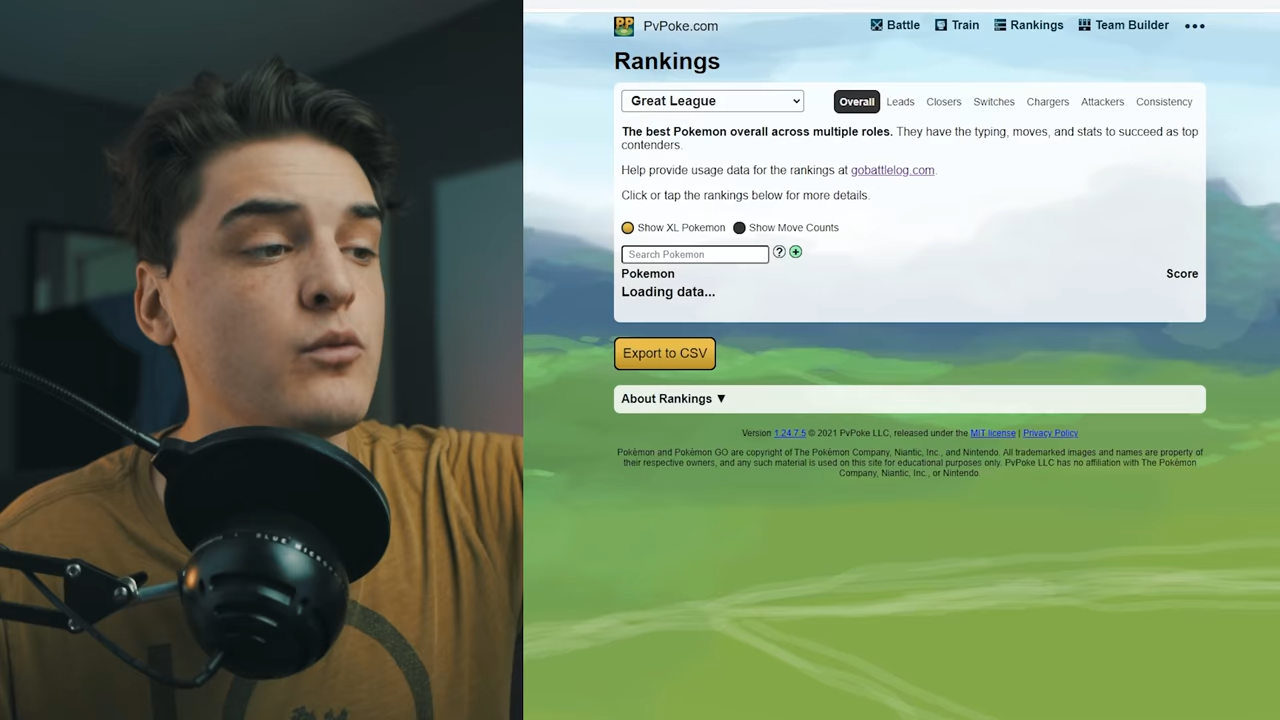 PvPoke.com
Battle
Train
Rankings
Team Builder
Rankings
Great League
Overall
Leads
Closers
Switches
Chargers
Attackers
Consistency
The best Pokemon overall across multiple roles. They have the typing, moves, and stats to succeed as top
contenders.
Help provide usage data for the rankings at gobattlelog.com.
Click or tap the rankings below for more details.
Show XL Pokemon
Show Move Counts
Search Pokemon
?
+
Pokemon
Score
Loading data...
Export to CSV
About Rankings ▼
Version 1.24.7.5 © 2021 PvPoke LLC, released under the MIT license | Privacy Policy
Pokémon and Pokémon GO are copyright of The Pokémon Company, Niantic, Inc., and Nintendo. All trademarked images and names are property of
their respective owners, and any such material is used on this site for educational purposes only. PvPoke LLC has no affiliation with The Pokémon
Company, Niantic, Inc., or Nintendo.